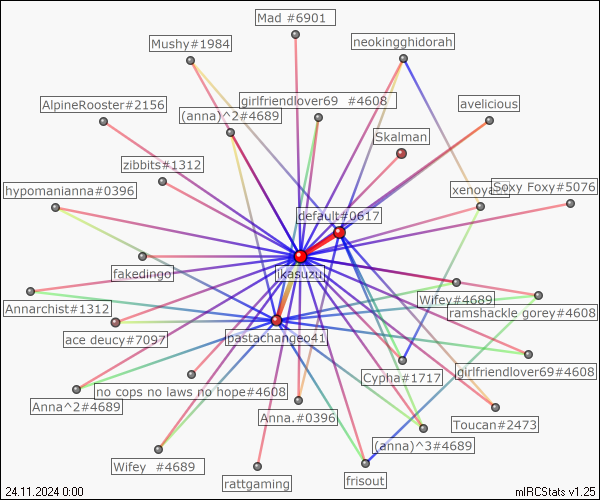 Mad #6901
Mushy#1984
neokingghidorah
AlpineRooster#2156
girlfriendlover69 #4608
avelicious
(anna)^2#4689
Skalman
zibbits#1312
hypomanianna#0396
Soxy Foxy#5076
default#0617
fakedingo
ikasuzu
Annarchist#1312
Wifey#4689
ramshackle gorey#4608
ace deucy#7097
pastachangeo41
Cypha#1717
girlfriendlover69#4608
no cops no laws no hope#4608
Anna^2#4689
Anna.#0396
Toucan#2473
(anna)^3#4689
Wifey #4689
rattgaming
frisout
24.11.2024 0:00
mIRCStats v1.25